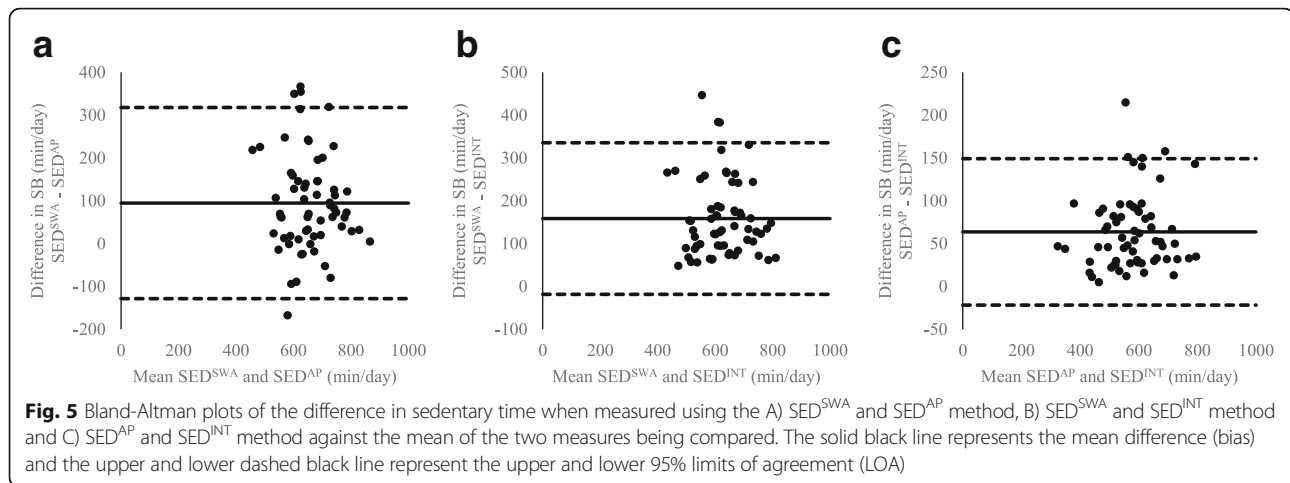 a
b
c
Difference in SB (min/day)
SED^SWA - SED^AP
400
300
200
100
0
-100
-200
0 200 400 600 800 1000
Mean SED^SWA and SED^AP (min/day)
Difference in SB (min/day)
SED^SWA - SED^INT
500
400
300
200
100
0
-100
0 200 400 600 800 1000
Mean SED^SWA and SED^INT (min/day)
Difference in SB (min/day)
SED^AP - SED^INT
250
200
150
100
50
0
-50
0 200 400 600 800 1000
Mean SED^AP and SED^INT (min/day)
Fig. 5 Bland-Altman plots of the difference in sedentary time when measured using the A) SED^SWA and SED^AP method, B) SED^SWA and SED^INT method
and C) SED^AP and SED^INT method against the mean of the two measures being compared. The solid black line represents the mean difference (bias)
and the upper and lower dashed black line represent the upper and lower 95% limits of agreement (LOA)